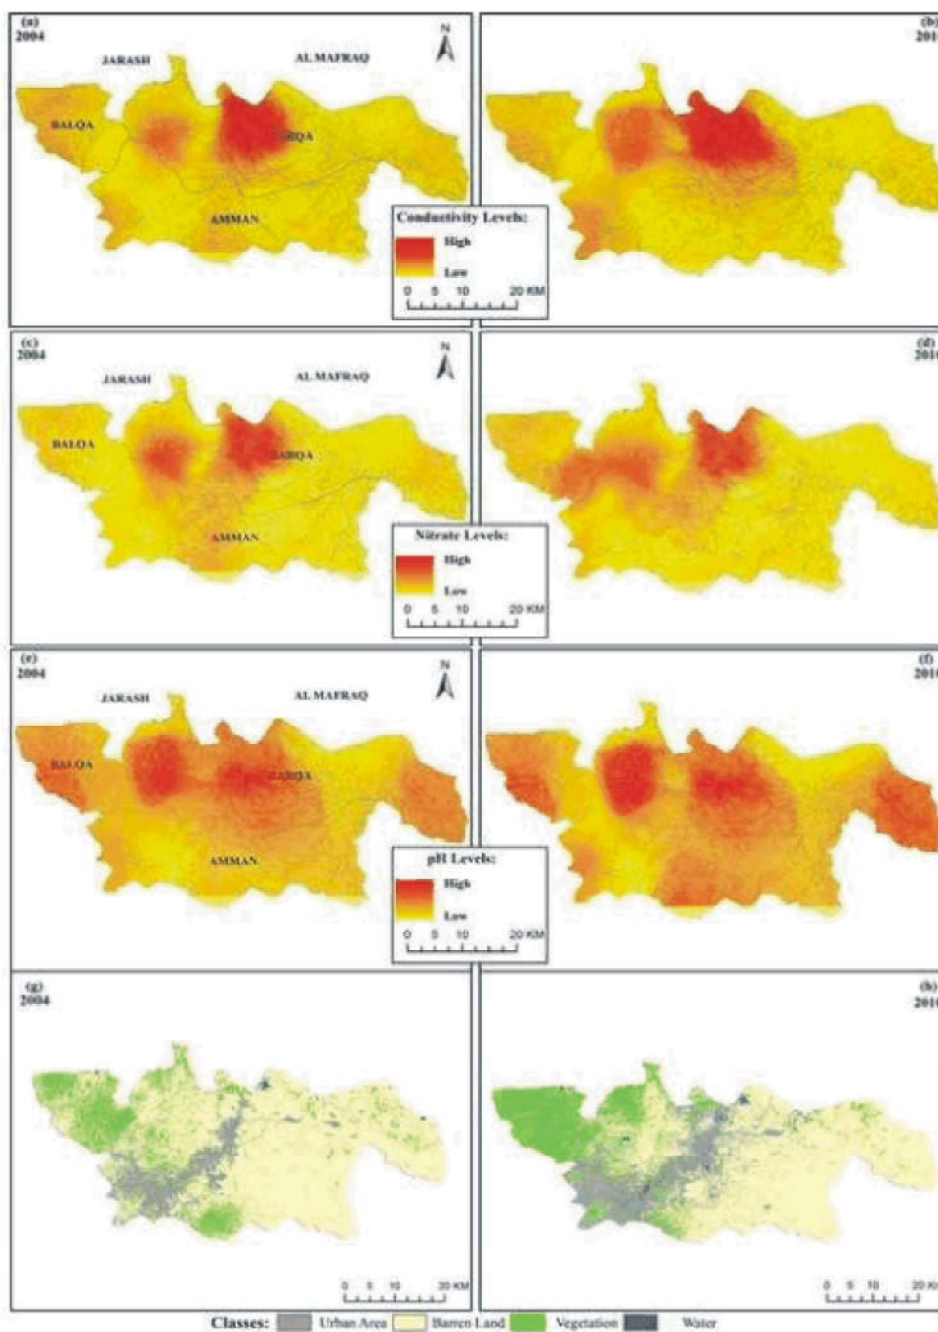 (a)
2004
JARASH
AL MAFRAQ
N
(b)
BALQA
AMMAN
Conductivity Levels:
High
Low
0 5 10 20 KM
(c)
2004
JARASH
AL MAFRAQ
N
(d)
BALQA
ZARQA
AMMAN
Nitrate Levels:
High
Low
0 5 10 20 KM
(e)
2004
JARASH
AL MAFRAQ
N
(f)
BALQA
ZARQA
AMMAN
pH Levels:
High
Low
0 5 10 20 KM
(g)
2004
(h)
0 5 10 20 KM
0 5 10 20 KM
Classes: Urban Area Barren Land Vegetation Water